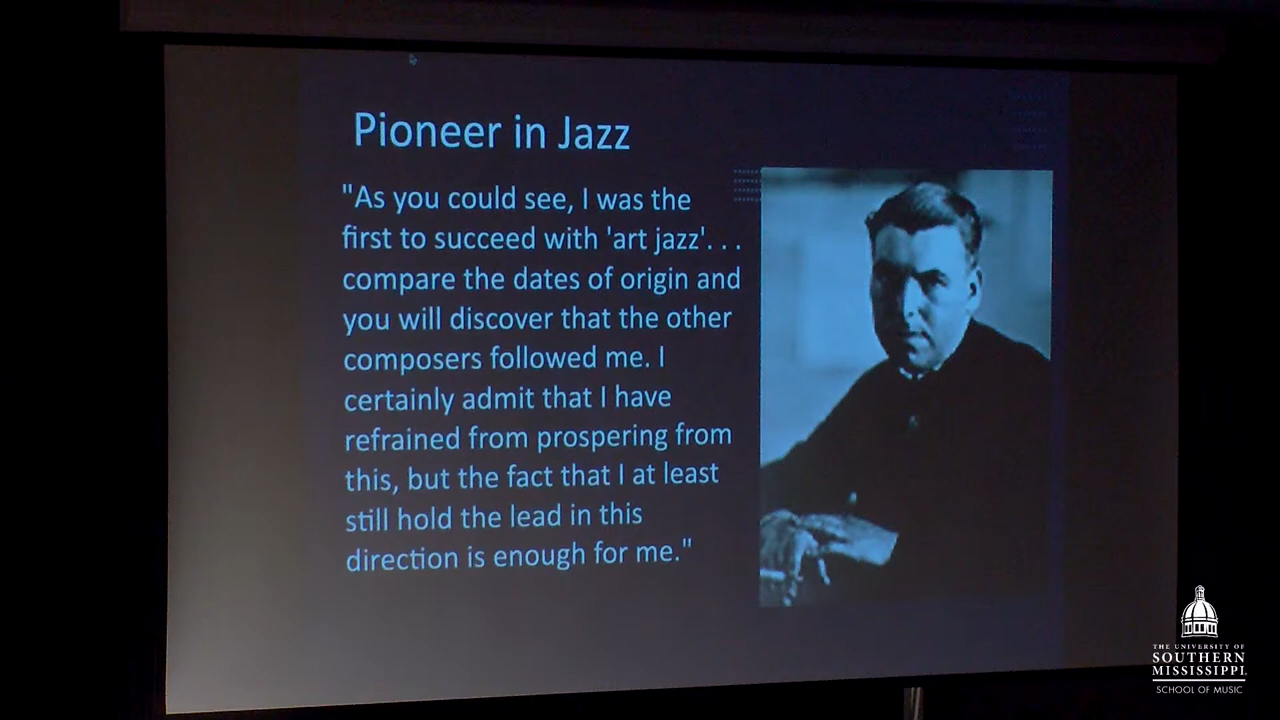 Pioneer in Jazz
"As you could see, I was the
first to succeed with 'art jazz'. . .
compare the dates of origin and
you will discover that the other
composers followed me. I
certainly admit that I have
refrained from prospering from
this, but the fact that I at least
still hold the lead in this
direction is enough for me."
THE UNIVERSITY OF
SOUTHERN
MISSISSIPPI.
SCHOOL OF MUSIC